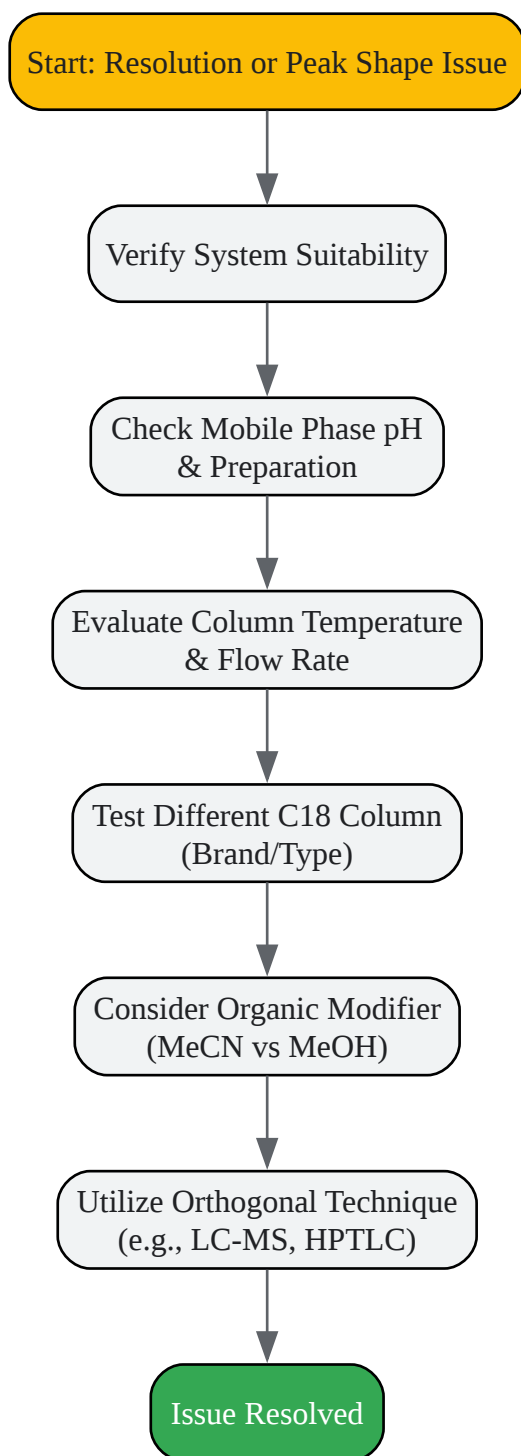 Start: Resolution or Peak Shape Issue
Verify System Suitability
Check Mobile Phase pH
& Preparation
Evaluate Column Temperature
& Flow Rate
Test Different C18 Column
(Brand/Type)
Consider Organic Modifier
(MeCN vs MeOH)
Utilize Orthogonal Technique
(e.g., LC-MS, HPTLC)
Issue Resolved